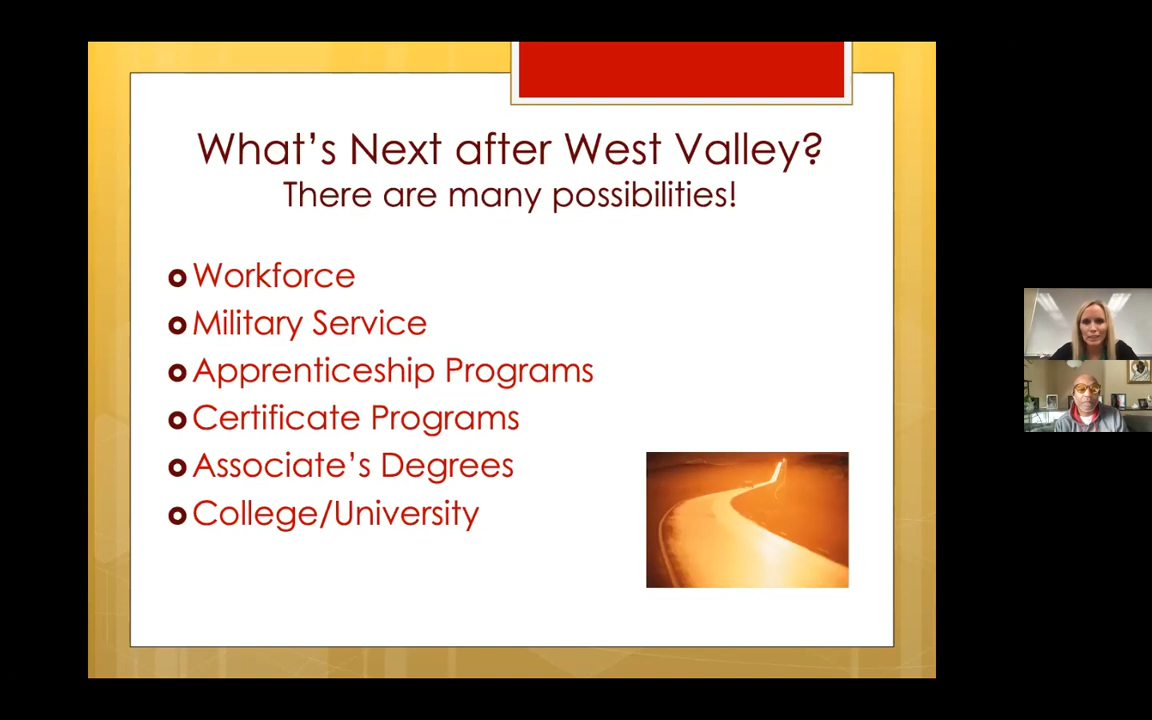 What's Next after West Valley?
There are many possibilities!
Workforce
Military Service
Apprenticeship Programs
Certificate Programs
Associate's Degrees
College/University